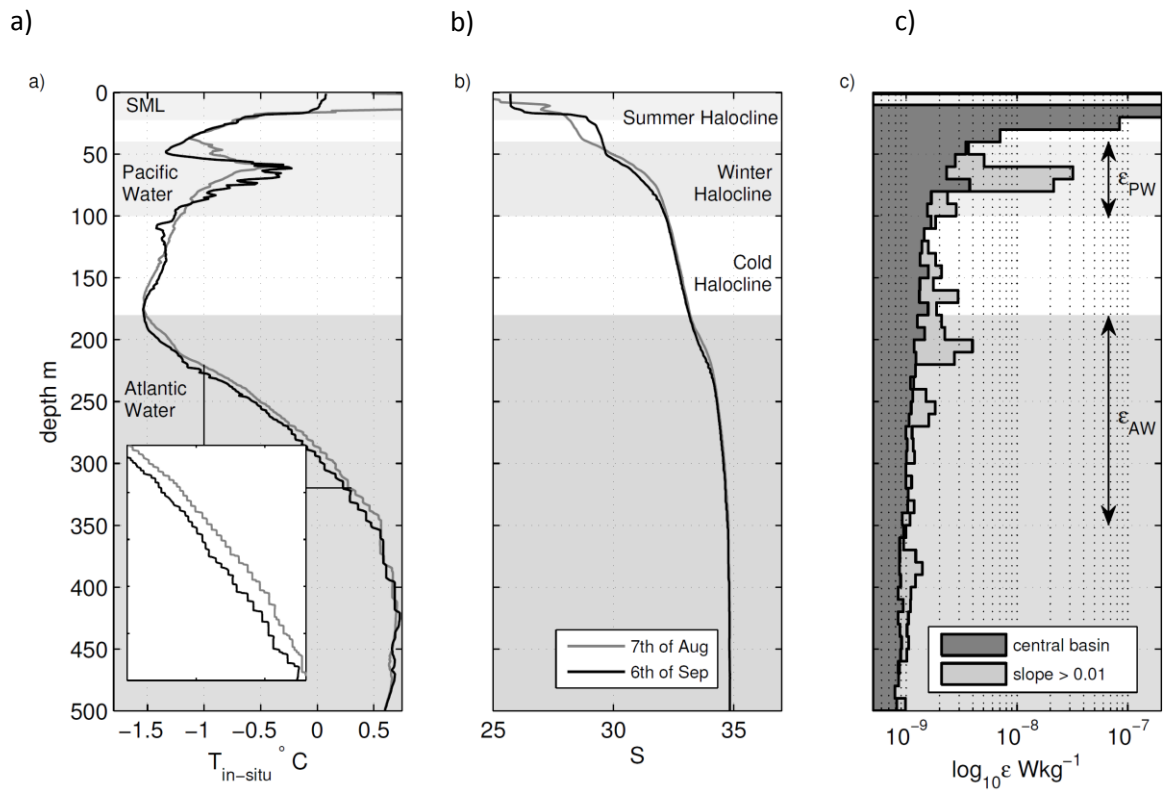 a)
b)
c)
a)
b)
c)
0
50
100
150
200
250
300
350
400
450
500
depth m
SML
Pacific
Water
Atlantic
Water
−1.5
−1
−0.5
0
0.5
T in−situ ° C
Summer Halocline
Winter
Halocline
Cold
Halocline
7th of Aug
6th of Sep
25
30
35
S
εPW
εAW
central basin
slope > 0.01
10⁻⁹
10⁻⁸
10⁻⁷
log₁₀ε Wkg⁻¹